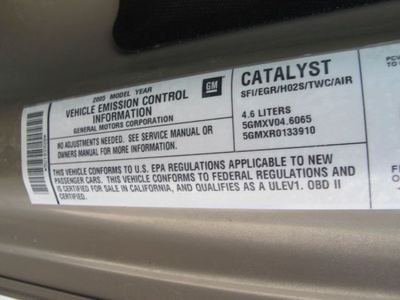 2005 MODEL YEAR
VEHICLE EMISSION CONTROL
INFORMATION
GENERAL MOTORS CORPORATION
GM
NO ADJUSTMENTS NEEDED. SEE SERVICE MANUAL OR
OWNERS MANUAL FOR MORE INFORMATION.
CATALYST
SFI/EGR/HO2S/TWC/AIR
4.6 LITERS
5GMXV04.6065
5GMXR0133910
THIS VEHICLE CONFORMS TO U.S. EPA REGULATIONS APPLICABLE TO NEW
PASSENGER CARS. THIS VEHICLE CONFORMS TO FEDERAL REGULATIONS AND
IS CERTIFIED FOR SALE IN CALIFORNIA, AND QUALIFIES AS A ULEV1. OBD II
CERTIFIED.
PCV